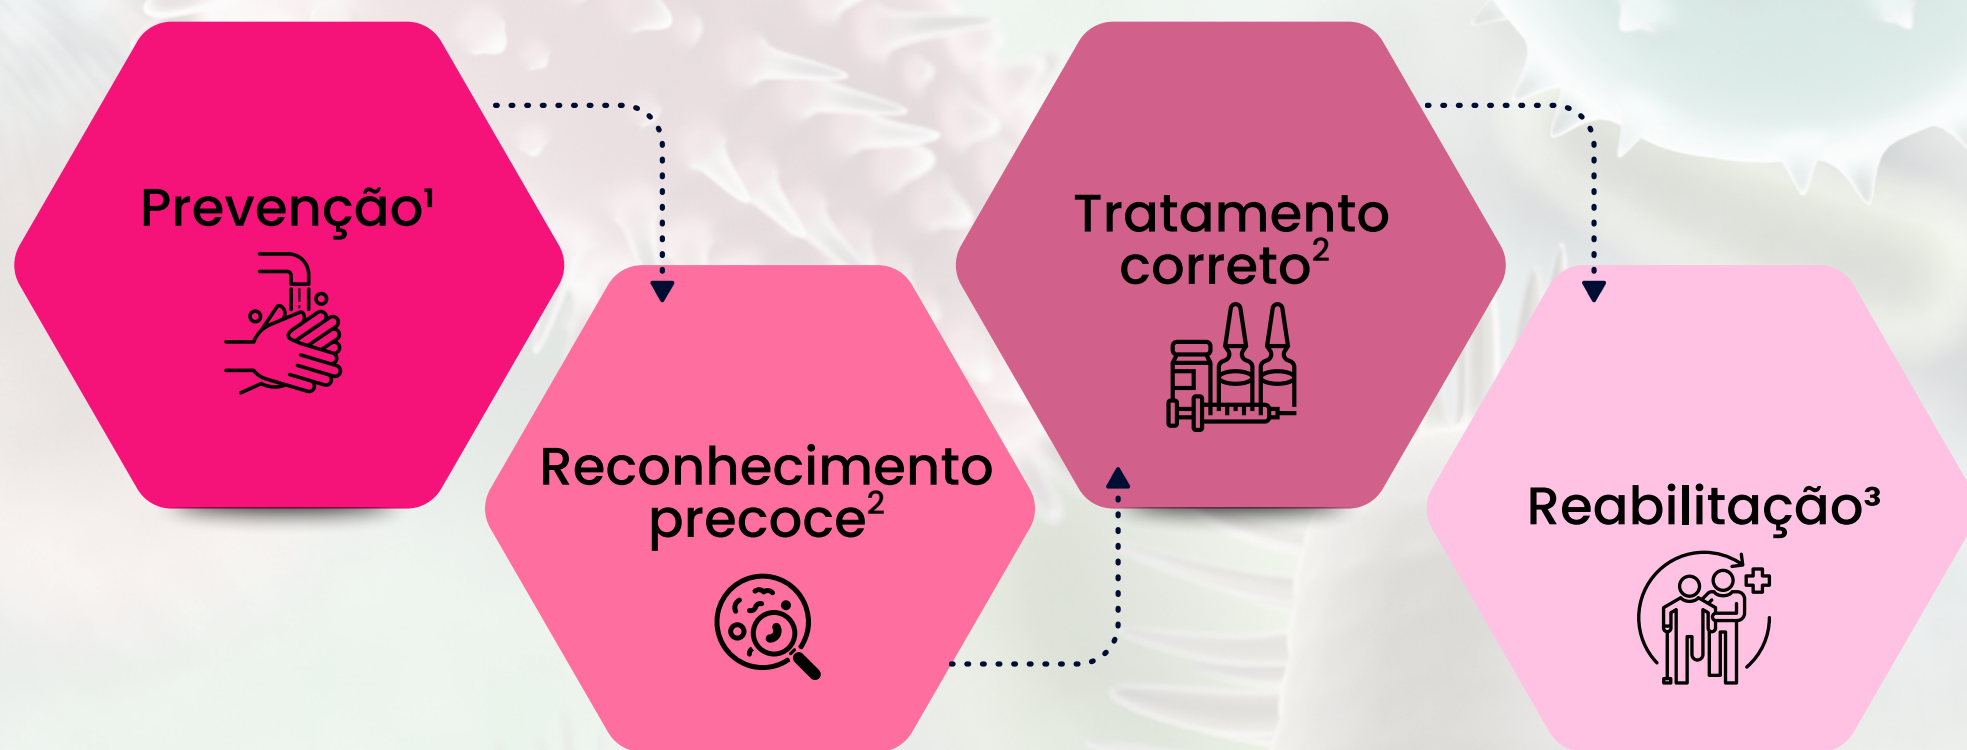 Prevenção¹
Reconhecimento
precoce²
Tratamento
correto²
Reabilitação³